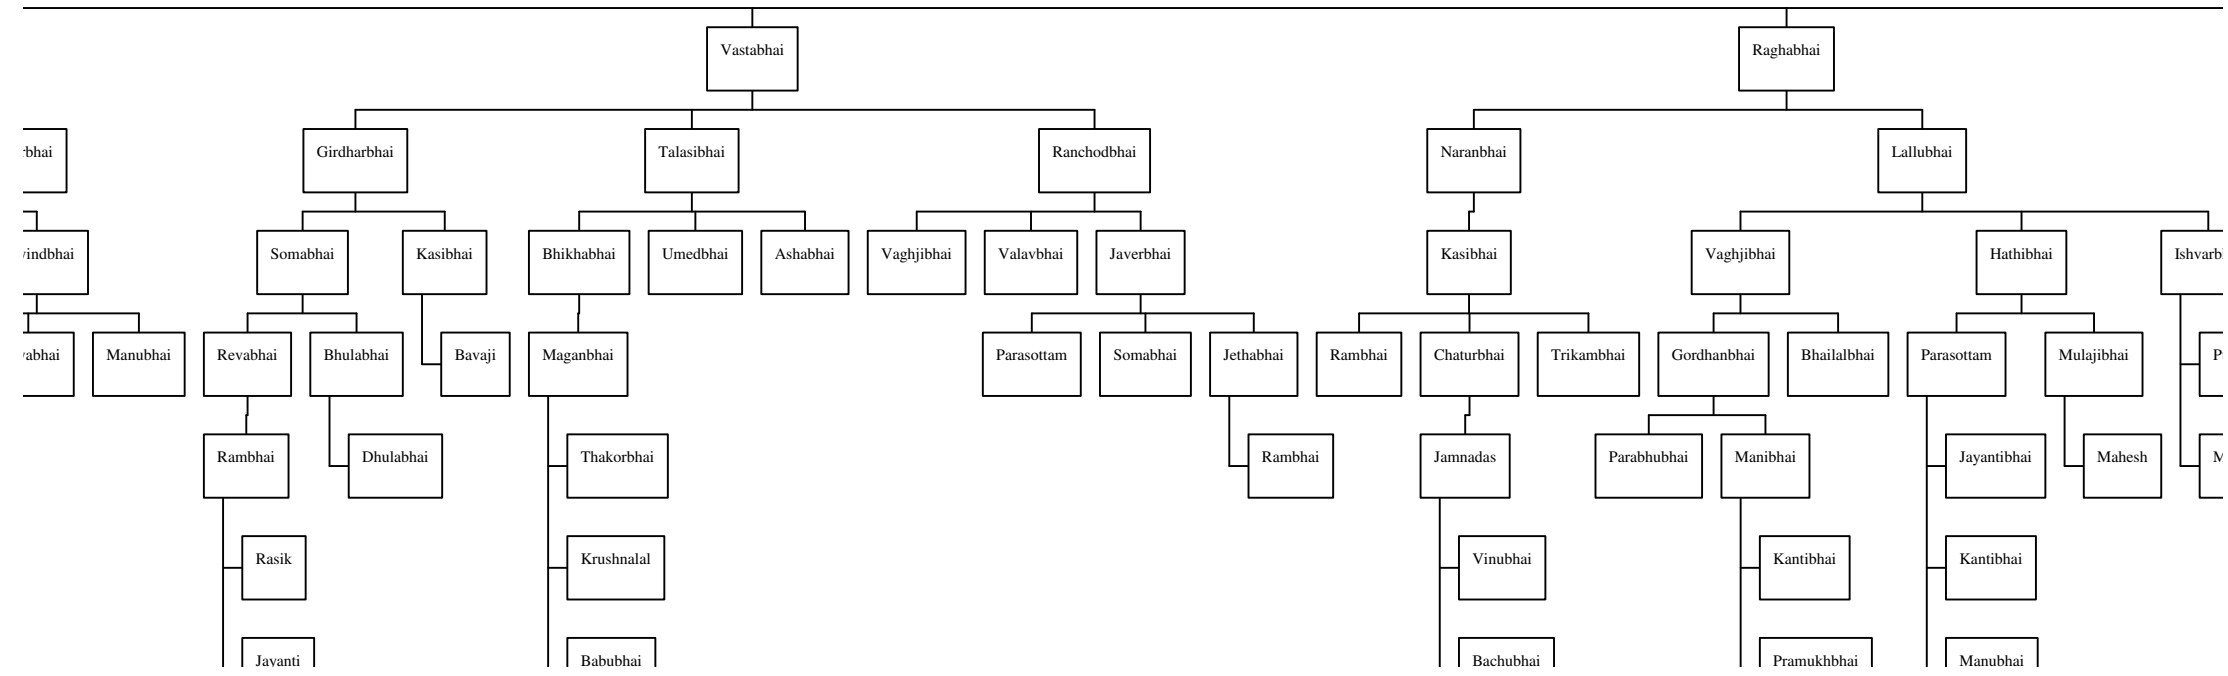 Vastabhai
Raghabhai
Girdharbhai
Talasibhai
Ranchodbhai
Naranbhai
Lallubhai
Somabhai
Kasibhai
Bhikhabhai
Umedbhai
Ashabhai
Vaghjibhai
Valavbhai
Javerbhai
Kasibhai
Vaghjibhai
Hathibhai
Manubhai
Revabhai
Bhulabhai
Bavaji
Maganbhai
Parasottam
Somabhai
Jethabhai
Rambhai
Chaturbhai
Trikambhai
Gordhanbhai
Bhailalbhai
Parasottam
Mulajibhai
Rambhai
Dhulabhai
Thakorbhai
Rambhai
Jamnadas
Parabhubhai
Manibhai
Jayantibhai
Mahesh
Rasik
Krushnalal
Vinubhai
Kantibhai
Kantibhai
Jayanti
Babubhai
Bachubhai
Pramukhbhai
Manubhai